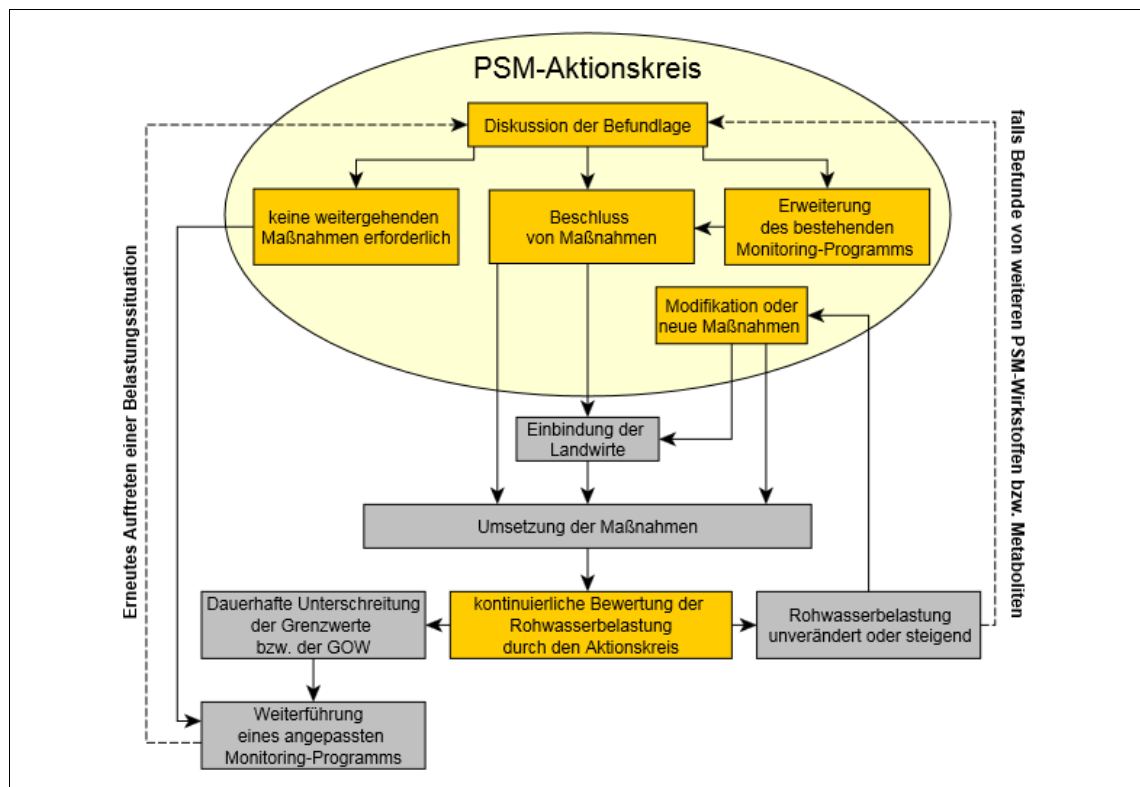 PSM-Aktionskreis
Diskussion der Befundlage
keine weitergehenden
Maßnahmen erforderlich
Beschluss
von Maßnahmen
Erweiterung
des bestehenden
Monitoring-Programms
Modifikation oder
neue Maßnahmen
Einbindung der
Landwirte
Umsetzung der Maßnahmen
Dauerhafte Unterschreitung
der Grenzwerte
bzw. der GOW
kontinuierliche Bewertung der
Rohwasserbelastung
durch den Aktionskreis
Rohwasserbelastung
unverändert oder steigend
Weiterführung
eines angepassten
Monitoring-Programms
Erneutes Auftreten einer Belastungssituation
falls Befunde von weiteren PSM-Wirkstoffen bzw. Metaboliten